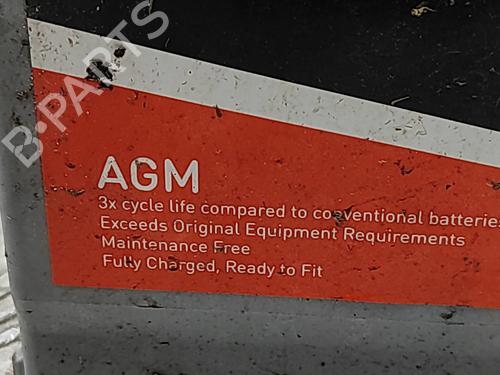 B-PARTS
AGM
3x cycle life compared to conventional batteries
Exceeds Original Equipment Requirements
Maintenance Free
Fully Charged, Ready to Fit